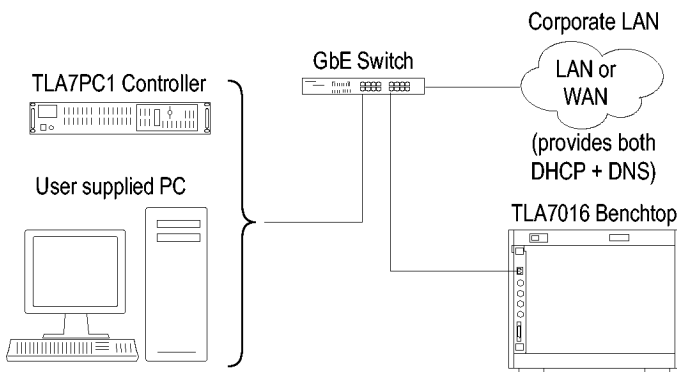 Corporate LAN
GbE Switch
TLA7PC1 Controller
LAN or
WAN
(provides both
DHCP + DNS)
User supplied PC
TLA7016 Benchtop